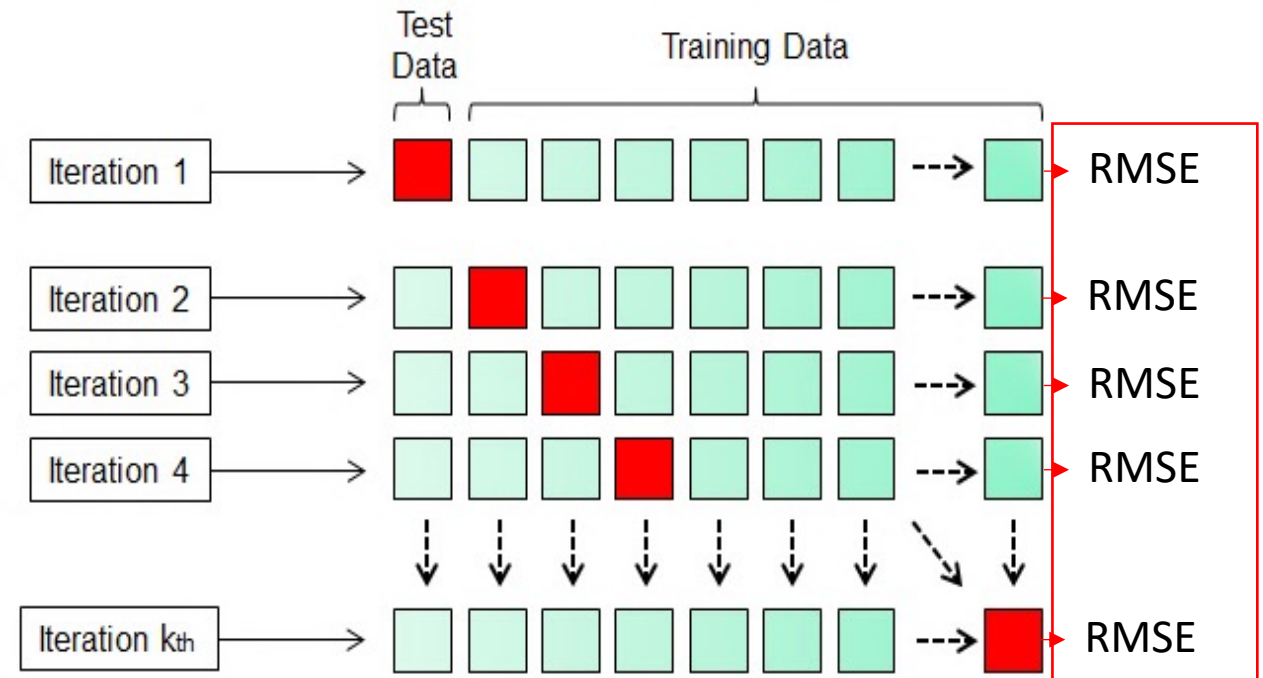 Test
Data
Training Data
Iteration 1
RMSE
Iteration 2
RMSE
Iteration 3
RMSE
Iteration 4
RMSE
Iteration kth
RMSE